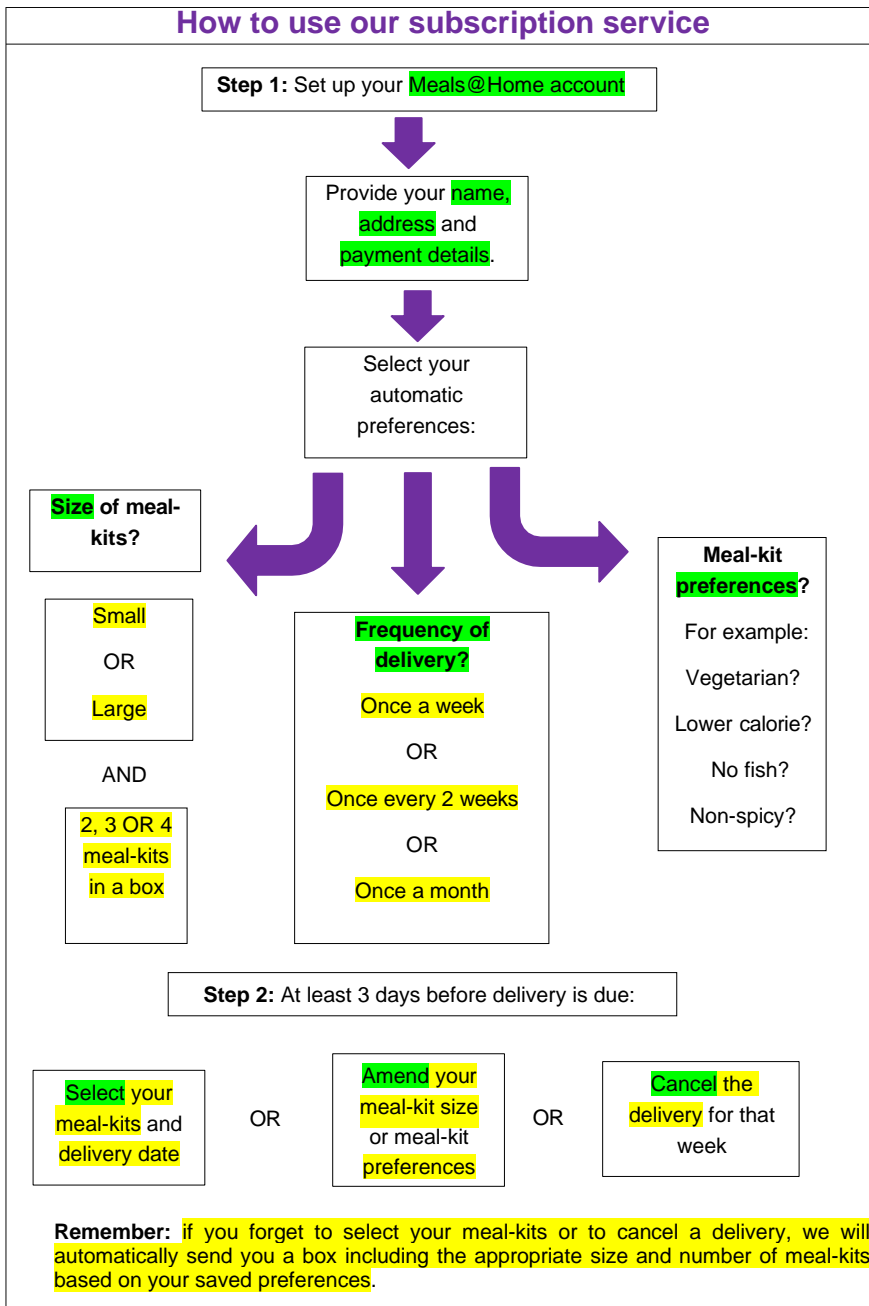 How to use our subscription service
Step 1: Set up your Meals@Home account
Provide your name,
address and
payment details.
Select your
automatic
preferences:
Size of meal-
kits?
Small
OR
Large
AND
2, 3 OR 4
meal-kits
in a box
Frequency of
delivery?
Once a week
OR
Once every 2 weeks
OR
Once a month
Meal-kit
preferences?
For example:
Vegetarian?
Lower calorie?
No fish?
Non-spicy?
Step 2: At least 3 days before delivery is due:
Select your
meal-kits and
delivery date
OR
Amend your
meal-kit size
or meal-kit
preferences
OR
Cancel the
delivery for that
week
Remember: if you forget to select your meal-kits or to cancel a delivery, we will
automatically send you a box including the appropriate size and number of meal-kits
based on your saved preferences.